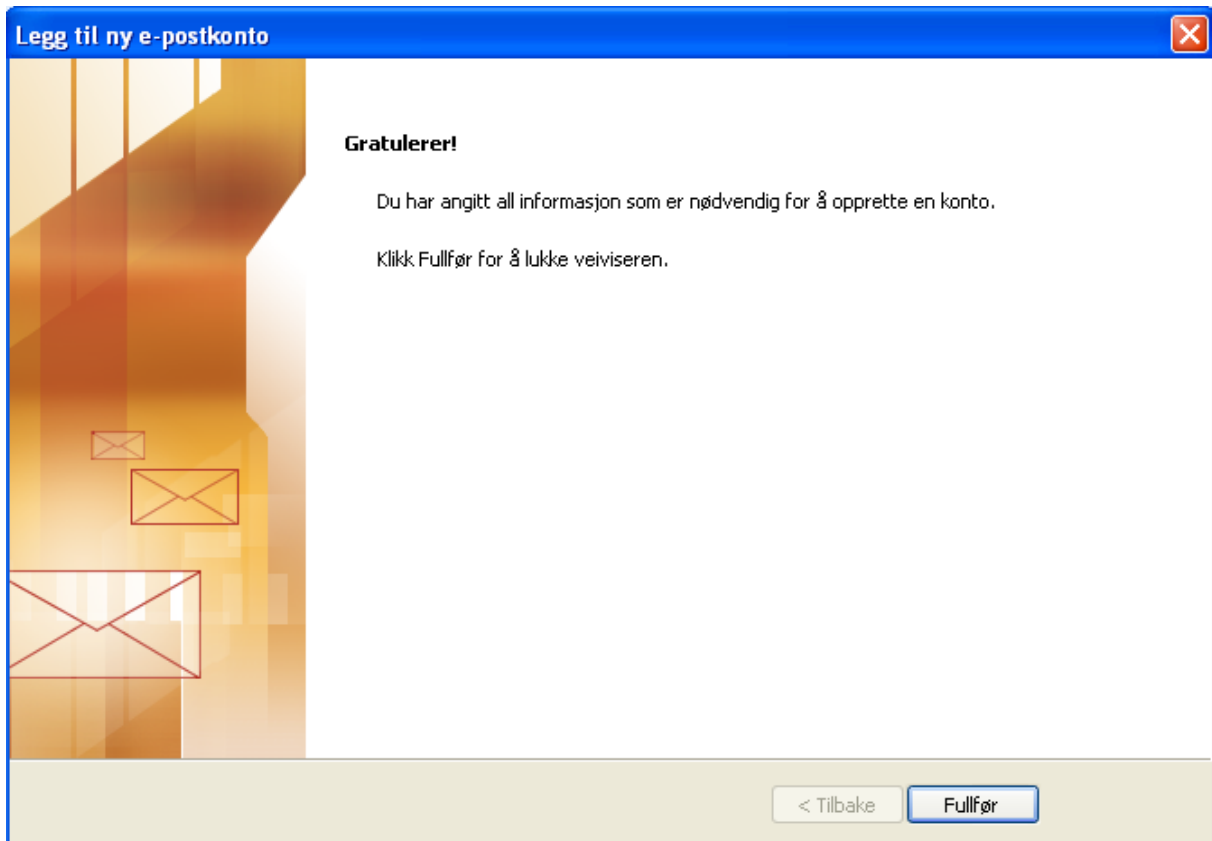 Legg til ny e-postkonto
Gratulerer!
Du har angitt all informasjon som er nødvendig for å opprette en konto.
Klikk Fullfør for å lukke veiviseren.
< Tilbake
Fullfør